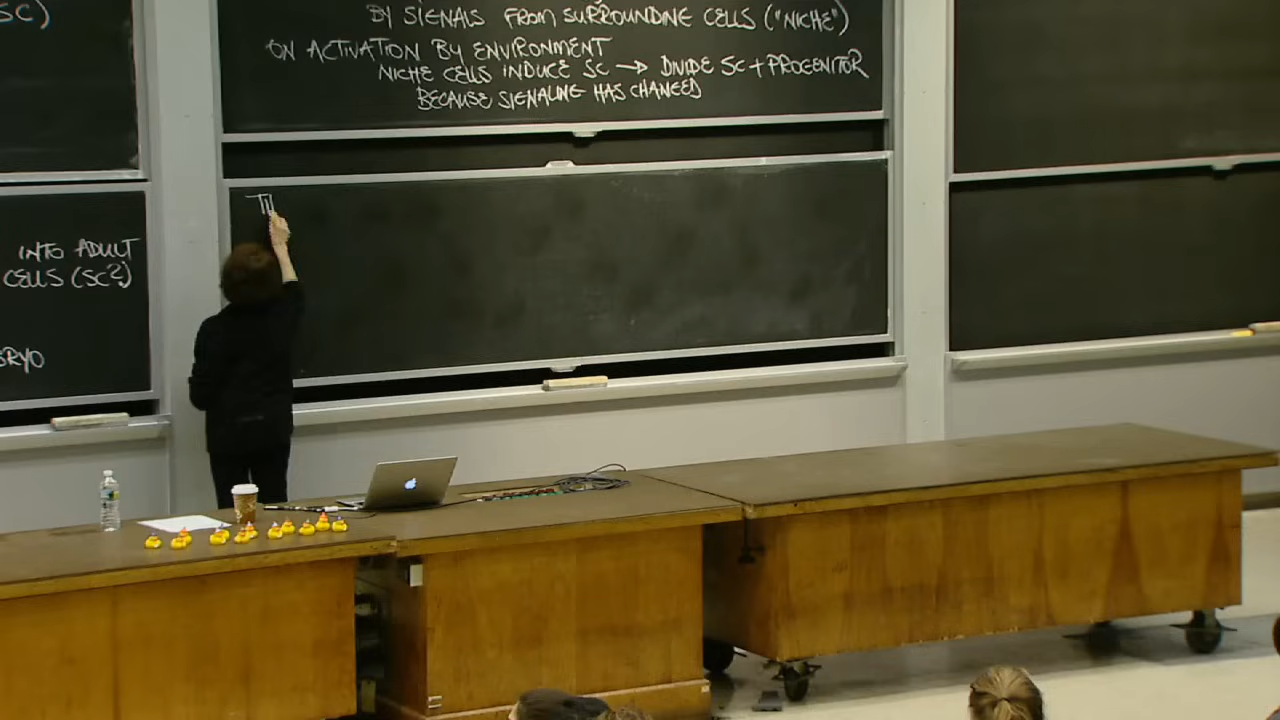 SC)
INTO ADULT
CELLS (SC?)
BRYO
BY SIGNALS FROM SURROUNDING CELLS ("NICHE")
ON ACTIVATION BY ENVIRONMENT
NICHE CELLS INDUCE SC → DIVIDE SC + PROGENITOR
BECAUSE SIGNALING HAS CHANGED